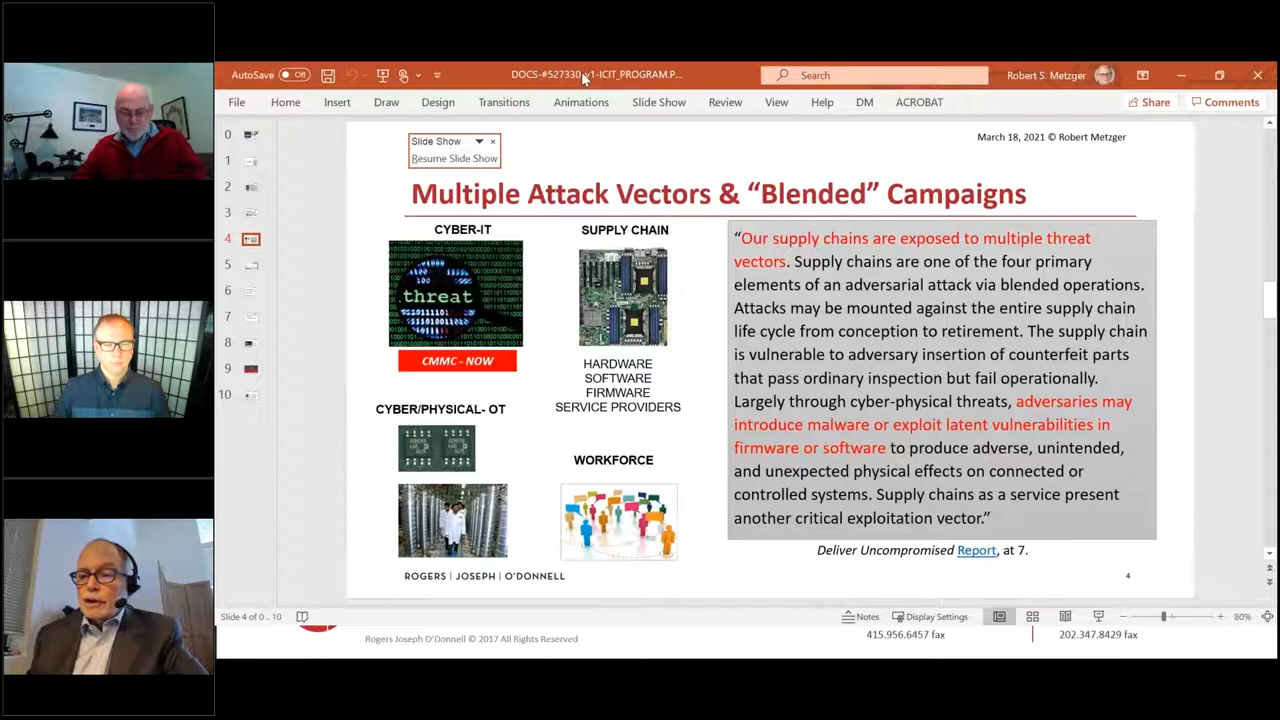 AutoSave Off
DOCS-#527330_v1-ICIT_PROGRAM.P...
Search
Robert S. Metzger
File Home Insert Draw Design Transitions Animations Slide Show Review View Help DM ACROBAT
Share Comments
0
1
2
3
4
5
6
7
8
9
10
Slide Show
Resume Slide Show
March 18, 2021 © Robert Metzger
Multiple Attack Vectors & “Blended” Campaigns
CYBER-IT
threat
CMMC - NOW
CYBER/PHYSICAL- OT
SUPPLY CHAIN
HARDWARE
SOFTWARE
FIRMWARE
SERVICE PROVIDERS
WORKFORCE
“Our supply chains are exposed to multiple threat
vectors. Supply chains are one of the four primary
elements of an adversarial attack via blended operations.
Attacks may be mounted against the entire supply chain
life cycle from conception to retirement. The supply chain
is vulnerable to adversary insertion of counterfeit parts
that pass ordinary inspection but fail operationally.
Largely through cyber-physical threats, adversaries may
introduce malware or exploit latent vulnerabilities in
firmware or software to produce adverse, unintended,
and unexpected physical effects on connected or
controlled systems. Supply chains as a service present
another critical exploitation vector.”
Deliver Uncompromised Report, at 7.
ROGERS | JOSEPH | O’DONNELL
4
Slide 4 of 0 .. 10
Notes Display Settings
80%
Rogers Joseph O’Donnell © 2017 All Rights Reserved
415.956.6457 fax
202.347.8429 fax